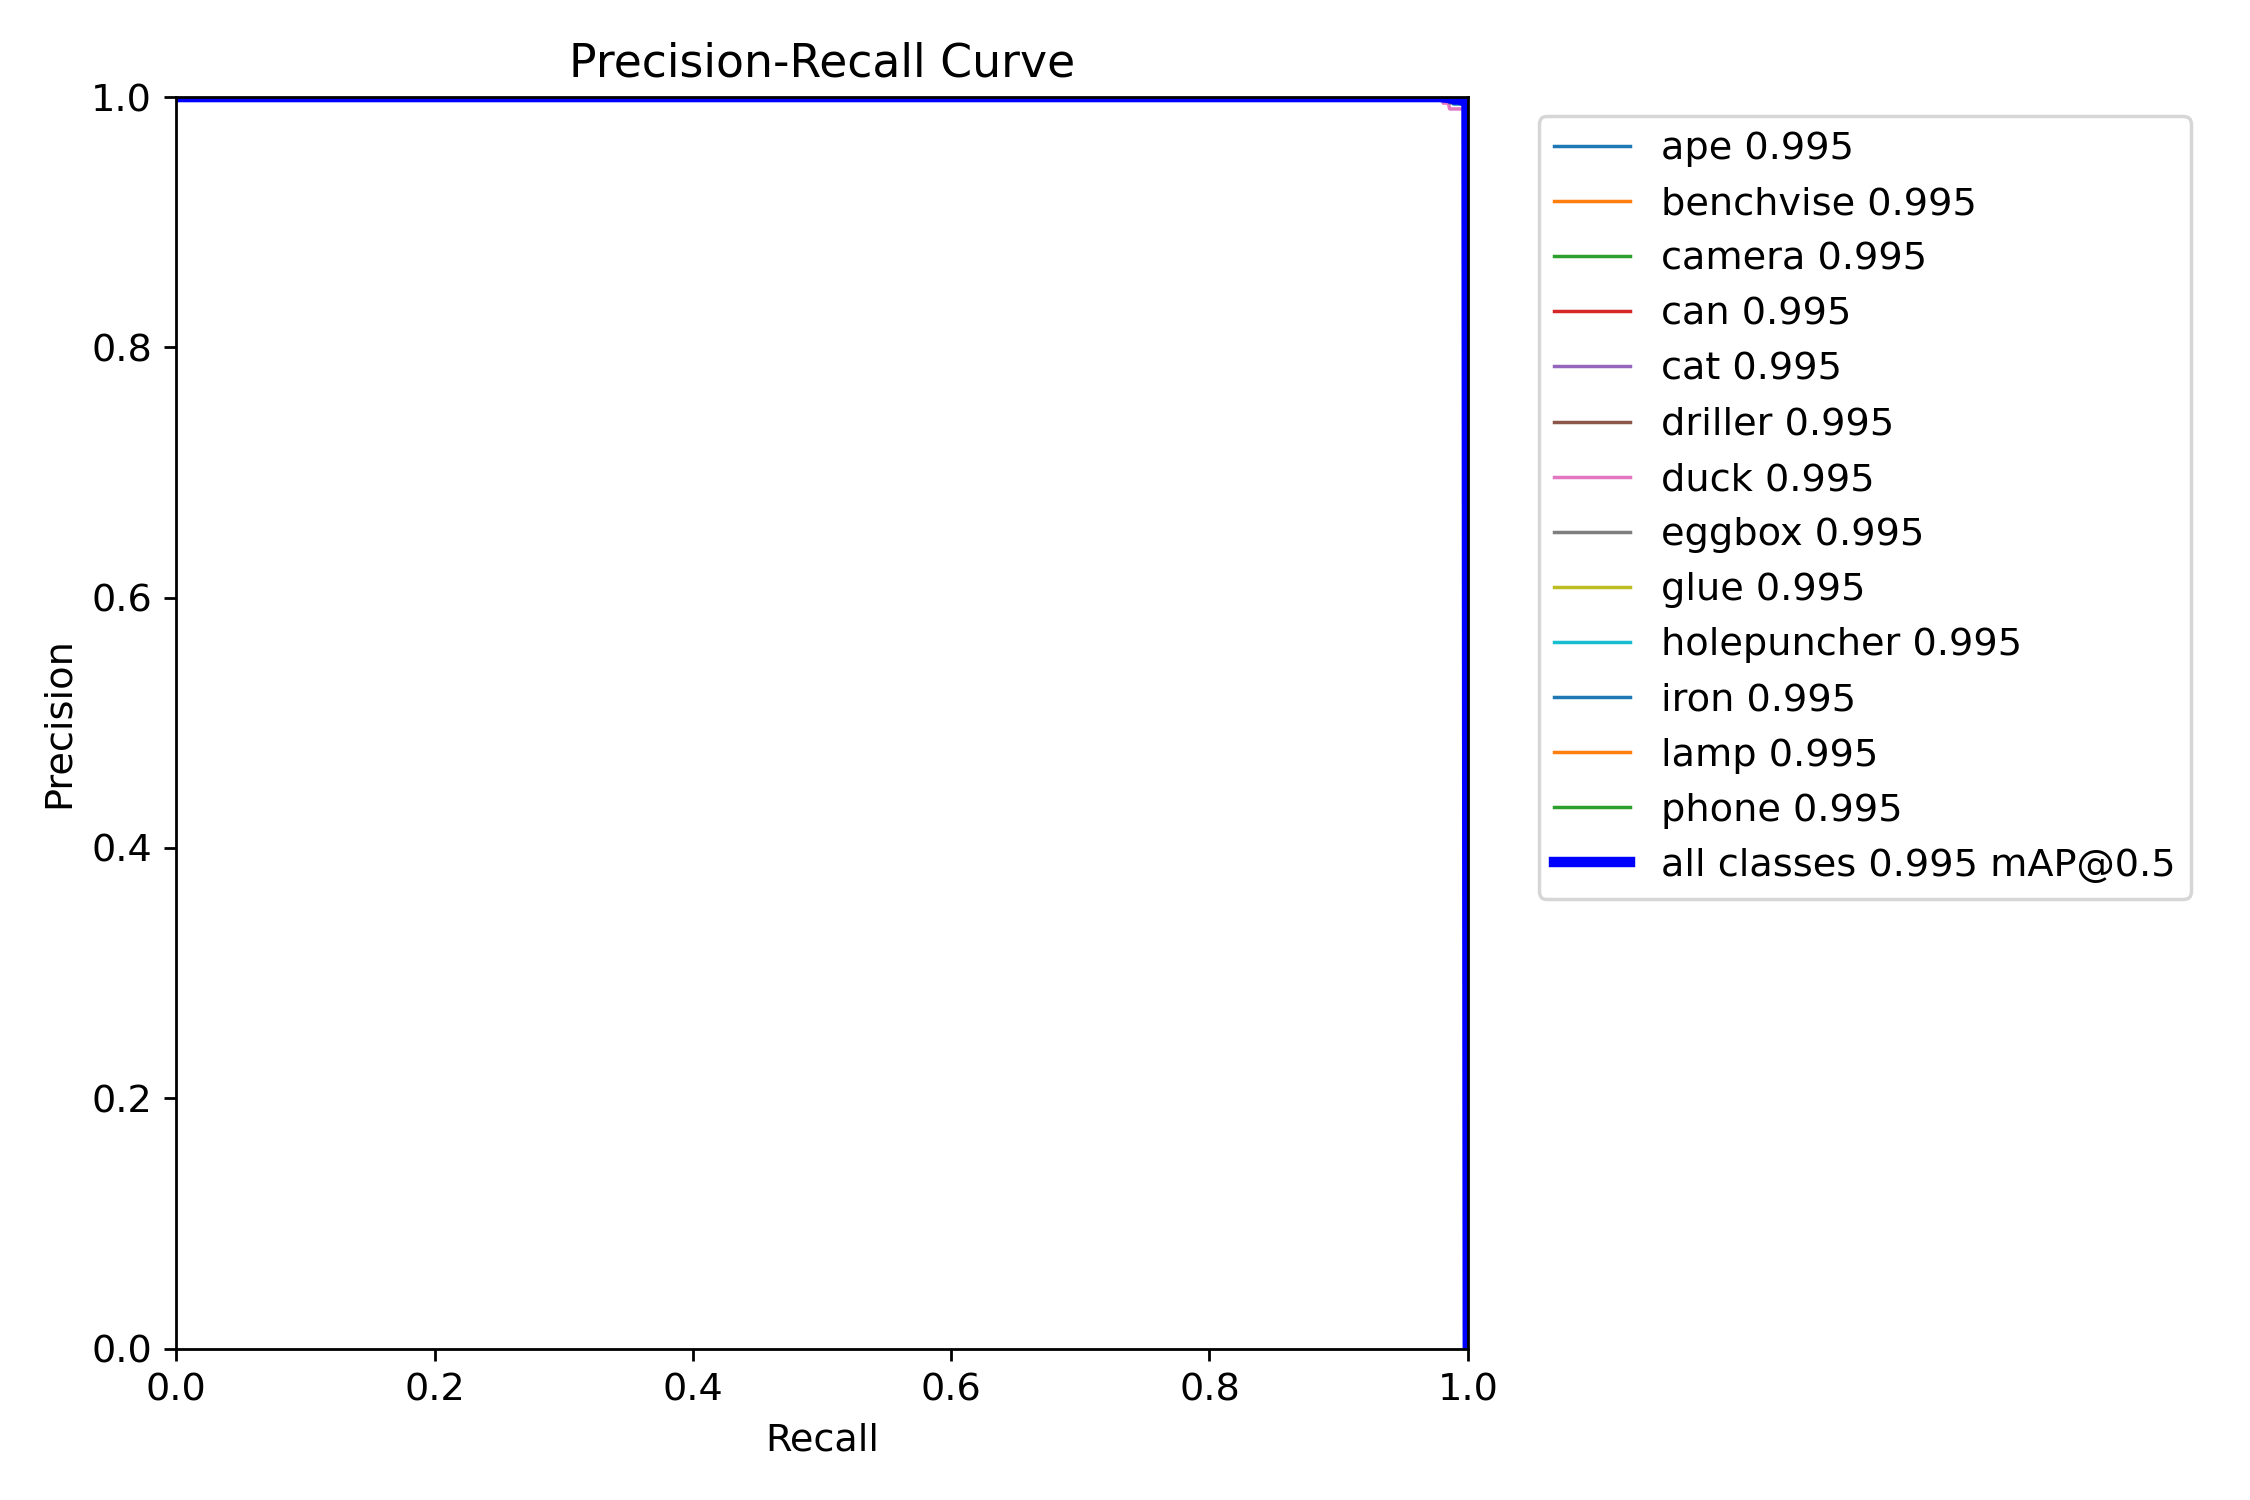 Precision-Recall Curve
1.0
0.8
0.6
0.4
0.2
0.0
Precision
0.0 0.2 0.4 0.6 0.8 1.0
Recall
ape 0.995
benchvise 0.995
camera 0.995
can 0.995
cat 0.995
driller 0.995
duck 0.995
eggbox 0.995
glue 0.995
holepuncher 0.995
iron 0.995
lamp 0.995
phone 0.995
all classes 0.995 mAP@0.5